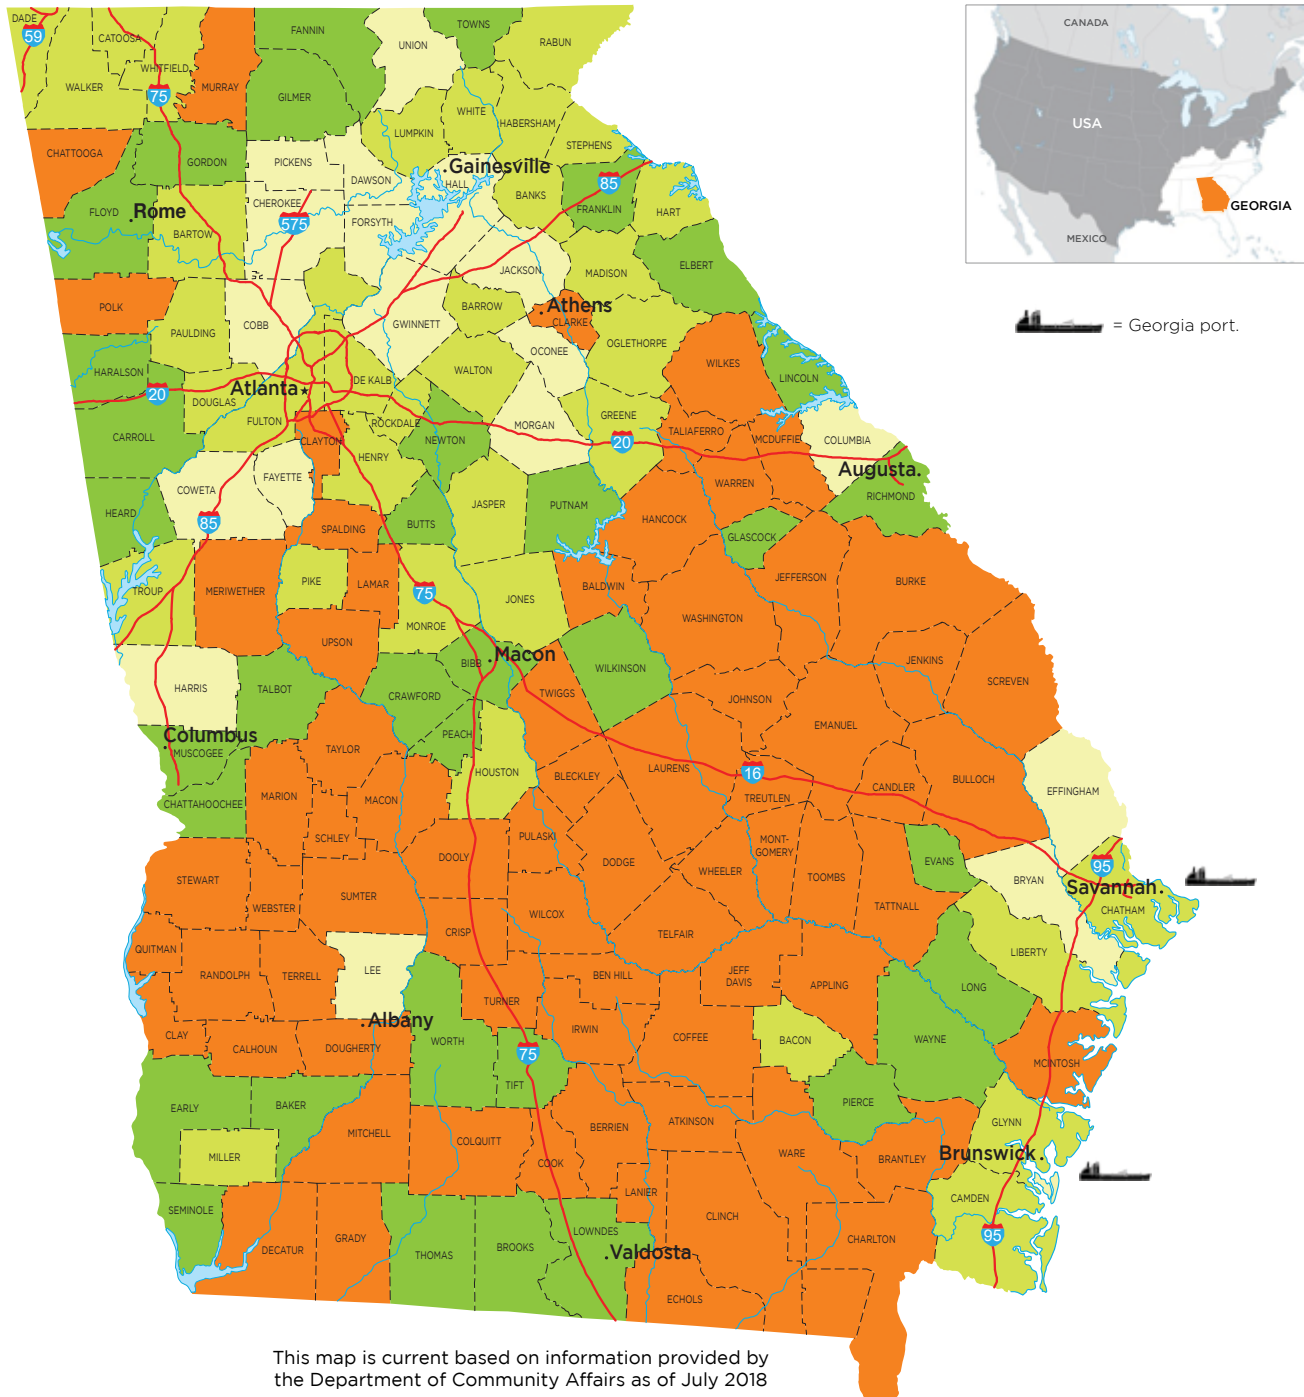 DADE
59
CATOOSA
WHITFIELD
WALKER
75
MURRAY
FANNIN
GILMER
UNION
TOWNS
RABUN
WHITE
LUMPKIN
HABERSHAM
STEPHENS
CHATTOOGA
GORDON
PICKENS
DAWSON
Gainesville
HALL
BANKS
85
FRANKLIN
HART
FLOYD
Rome
BARTOW
CHEROKEE
575
FORSYTH
JACKSON
MADISON
ELBERT
POLK
PAULDING
COBB
GWINNETT
BARROW
Athens
CLARKE
OCONEE
OGLETHORPE
WILKES
LINCOLN
HARALSON
20
DOUGLAS
Atlanta
DE KALB
WALTON
FULTON
ROCKDALE
NEWTON
MORGAN
GREENE
20
TALIAFERRO
MCDUFFIE
COLUMBIA
Augusta
RICHMOND
CARROLL
CLAYTON
HENRY
FAYETTE
COWETA
85
HEARD
SPALDING
BUTTS
JASPER
PUTNAM
HANCOCK
WARREN
GLASCOCK
TROUP
MERIWETHER
PIKE
LAMAR
75
MONROE
JONES
BALDWIN
WASHINGTON
JEFFERSON
BURKE
UPSON
HARRIS
TALBOT
CRAWFORD
BIBB
Macon
TWIGGS
WILKINSON
JOHNSON
JENKINS
SCREVEN
EMANUEL
Columbus
MUSCOGEE
CHATTAHOOCHEE
TAYLOR
PEACH
HOUSTON
BLECKLEY
LAURENS
16
TREUTLEN
CANDLER
BULLOCH
EFFINGHAM
MARION
MACON
SCHLEY
DOOLY
PULASKI
DODGE
WHEELER
MONT-
GOMERY
TOOMBS
EVANS
BRYAN
95
Savannah
CHATHAM
STEWART
WEBSTER
SUMTER
CRISP
WILCOX
TELFAIR
TATTNALL
LIBERTY
QUITMAN
RANDOLPH
TERRELL
LEE
TURNER
BEN HILL
JEFF
DAVIS
APPLING
LONG
CLAY
CALHOUN
Albany
DOUGHERTY
WORTH
75
TIFT
IRWIN
COFFEE
BACON
WAYNE
MCINTOSH
EARLY
BAKER
MILLER
MITCHELL
COLQUITT
COOK
BERRIEN
ATKINSON
WARE
PIERCE
BRANTLEY
GLYNN
Brunswick
SEMINOLE
DECATUR
GRADY
THOMAS
BROOKS
LOWNDES
Valdosta
LANIER
CLINCH
ECHOLS
CHARLTON
CAMDEN
95
CANADA
USA
GEORGIA
MEXICO
= Georgia port.
This map is current based on information provided by
the Department of Community Affairs as of July 2018